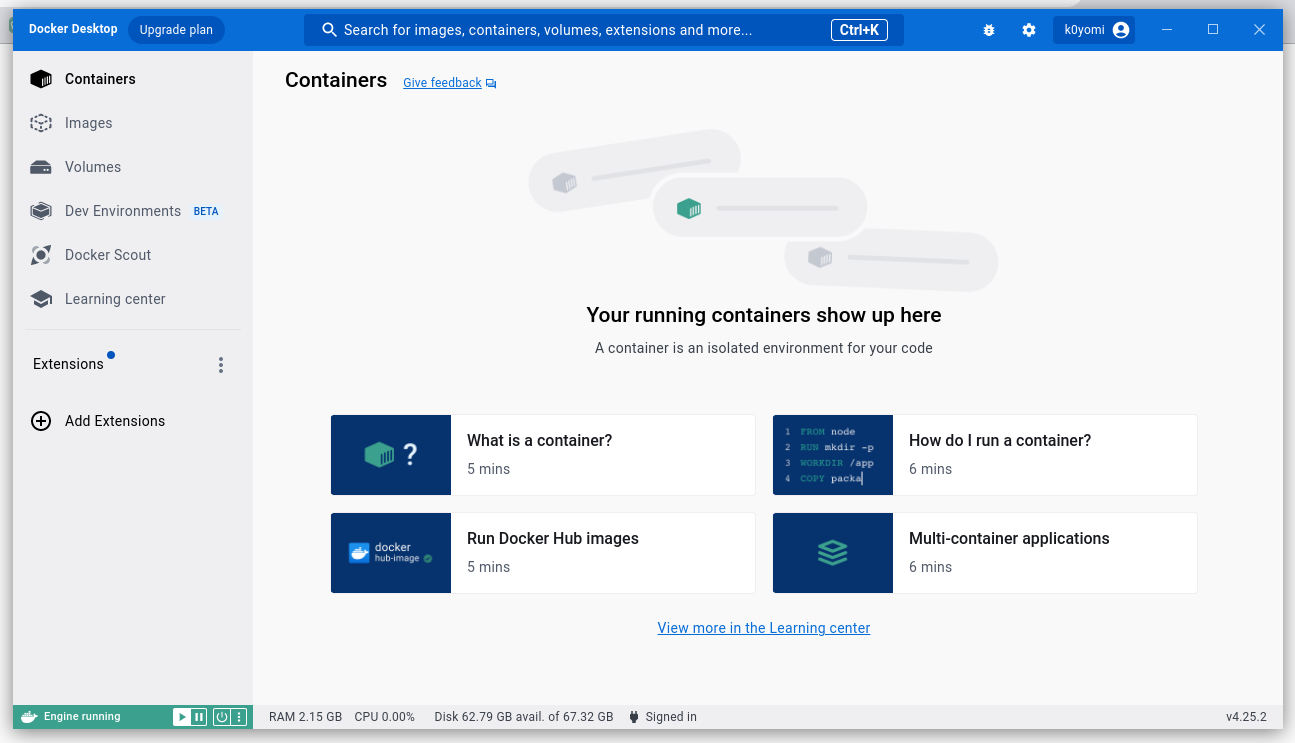 Docker Desktop
Upgrade plan
Search for images, containers, volumes, extensions and more...
Ctrl+K
k0yomi
Containers
Images
Volumes
Dev Environments BETA
Docker Scout
Learning center
Extensions
Add Extensions
Containers
Give feedback
Your running containers show up here
A container is an isolated environment for your code
?
What is a container?
5 mins
1 FROM node
2 RUN mkdir -p
3 WORKDIR /app
4 COPY packa
How do I run a container?
6 mins
docker
hub-image
Run Docker Hub images
5 mins
Multi-container applications
6 mins
View more in the Learning center
Engine running
RAM 2.15 GB CPU 0.00% Disk 62.79 GB avail. of 67.32 GB Signed in
v4.25.2